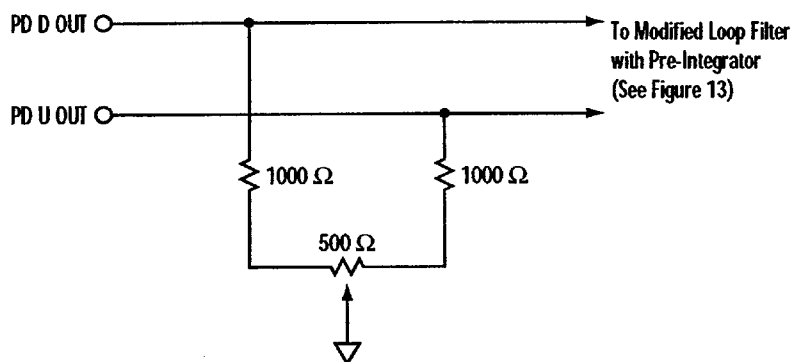 PD D OUT
To Modified Loop Filter
with Pre-Integrator
(See Figure 13)
PD U OUT
1000 Ω
1000 Ω
500 Ω